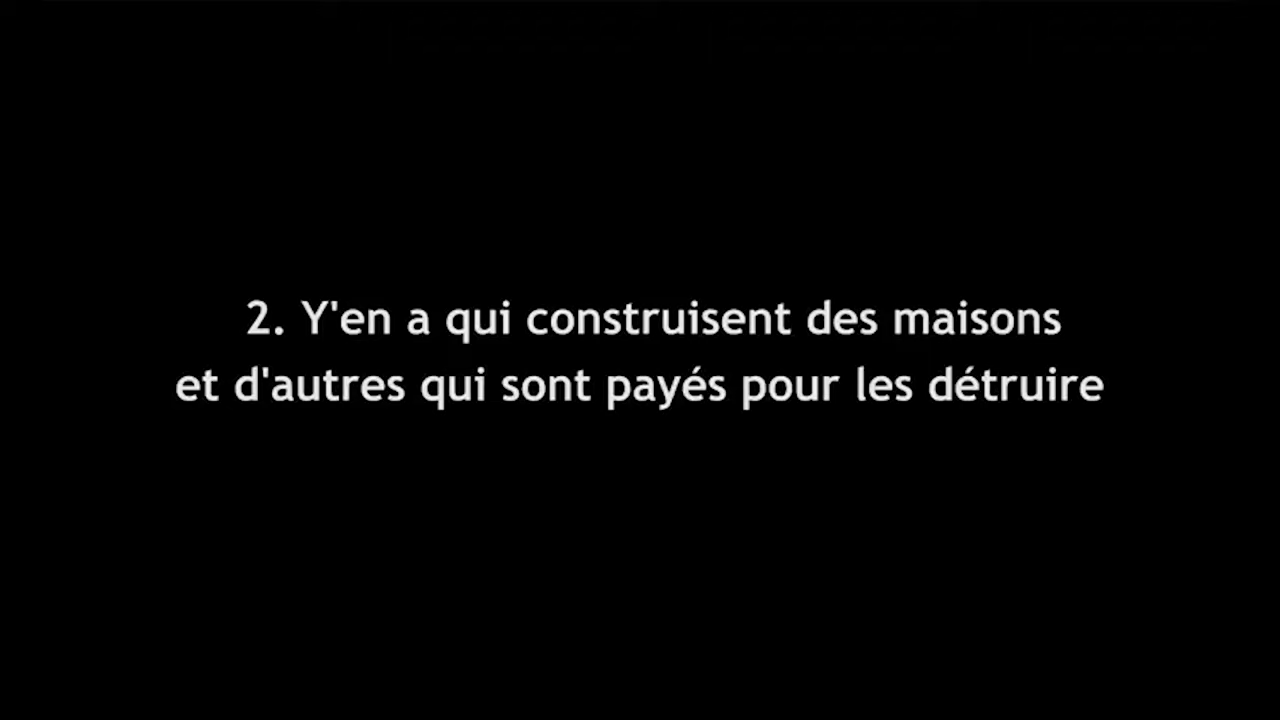 2. Y'en a qui construisent des maisons
et d'autres qui sont payés pour les détruire